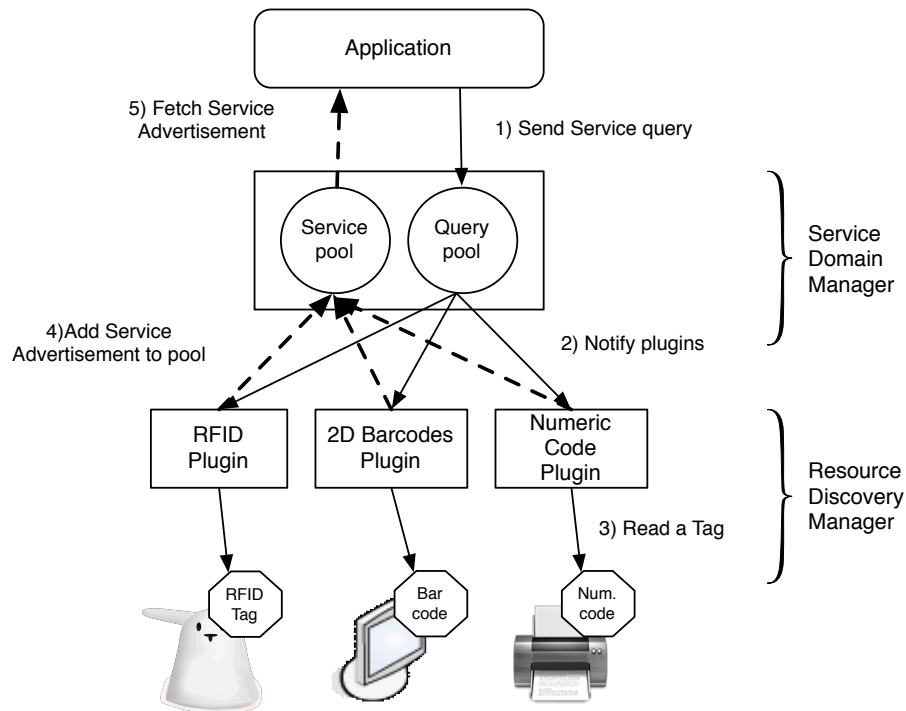 Application
5) Fetch Service
Advertisement
1) Send Service query
Service
pool
Query
pool
Service
Domain
Manager
4)Add Service
Advertisement to pool
2) Notify plugins
RFID
Plugin
2D Barcodes
Plugin
Numeric
Code
Plugin
Resource
Discovery
Manager
3) Read a Tag
RFID
Tag
Bar
code
Num.
code